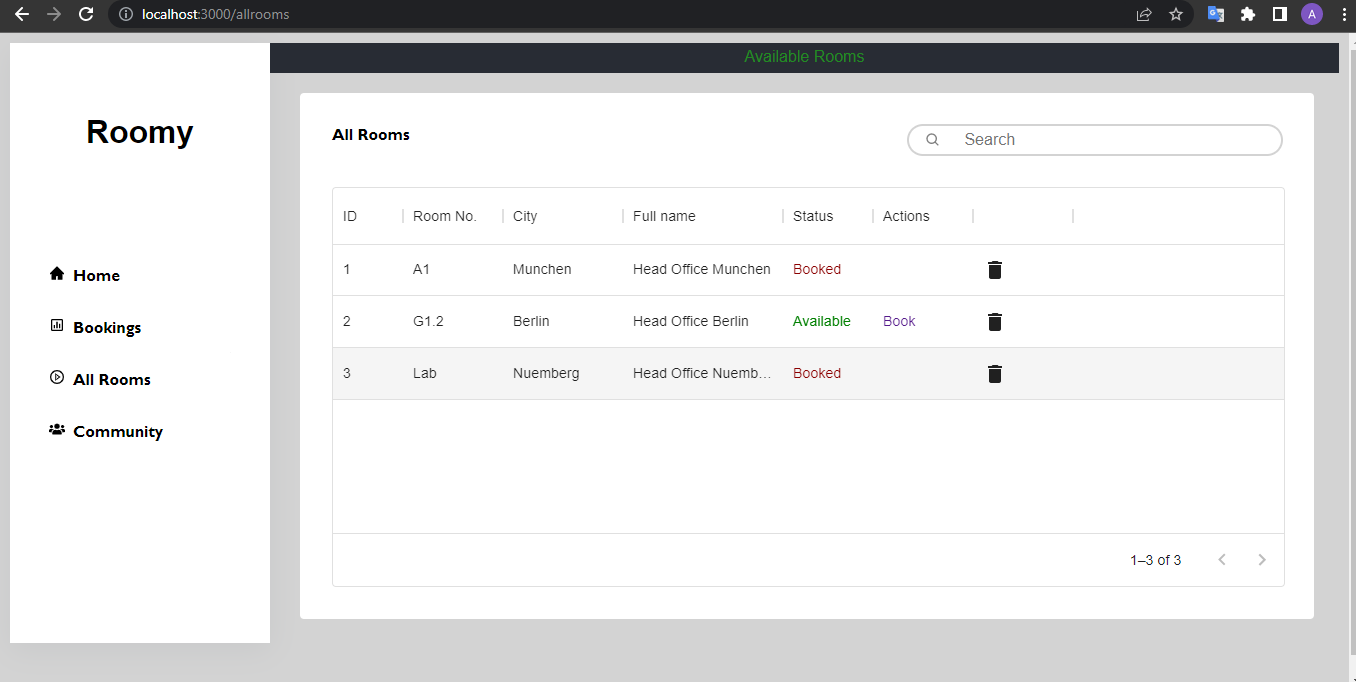 localhost:3000/allrooms
A
Available Rooms
Roomy
Home
Bookings
All Rooms
Community
All Rooms
Search
ID Room No. City Full name Status Actions
1 A1 Munchen Head Office Munchen Booked
2 G1.2 Berlin Head Office Berlin Available Book
3 Lab Nuemberg Head Office Nuemb... Booked
1–3 of 3